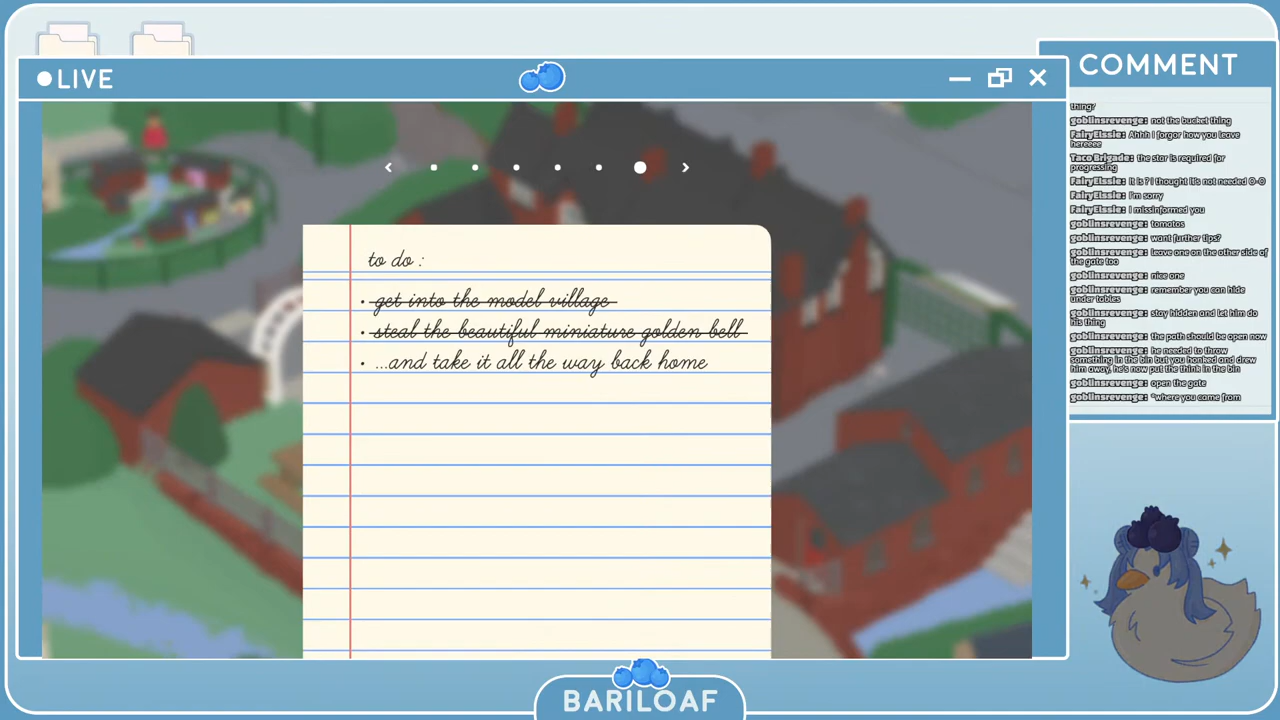 LIVE
COMMENT
to do :
• get into the model village
• steal the beautiful miniature golden bell
• ...and take it all the way back home
thing?
goblinsrevenge: not the bucket thing
FairyElssie: Ahhh I forgor how you leave
hereeee
TacoBrigade: the star is required for
progressing
FairyElssie: It is ? I thought it's not needed O-O
FairyElssie: I'm sorry
FairyElssie: I missinformed you
goblinsrevenge: tomatos
goblinsrevenge: want further tips?
goblinsrevenge: leave one on the other side of
the gate too
goblinsrevenge: nice one
goblinsrevenge: remember you can hide
under tables
goblinsrevenge: stay hidden and let him do
his thing
goblinsrevenge: the path should be open now
goblinsrevenge: he needed to throw
something in the bin but you honked and drew
him away, he's now put the think in the bin
goblinsrevenge: open the gate
goblinsrevenge: *where you came from
BARILOAF